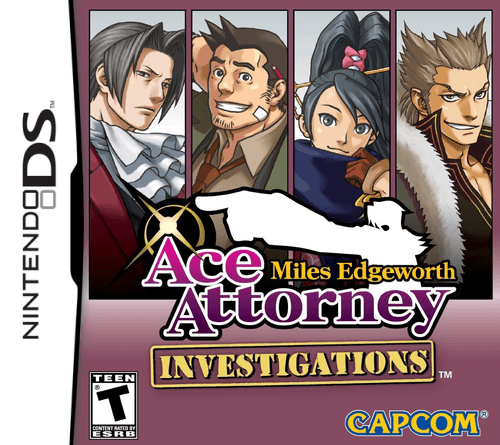 NINTENDO DS
Ace
Miles Edgeworth
Attorney
INVESTIGATIONS
TM
TEEN
T
CONTENT RATED BY
ESRB
CAPCOM